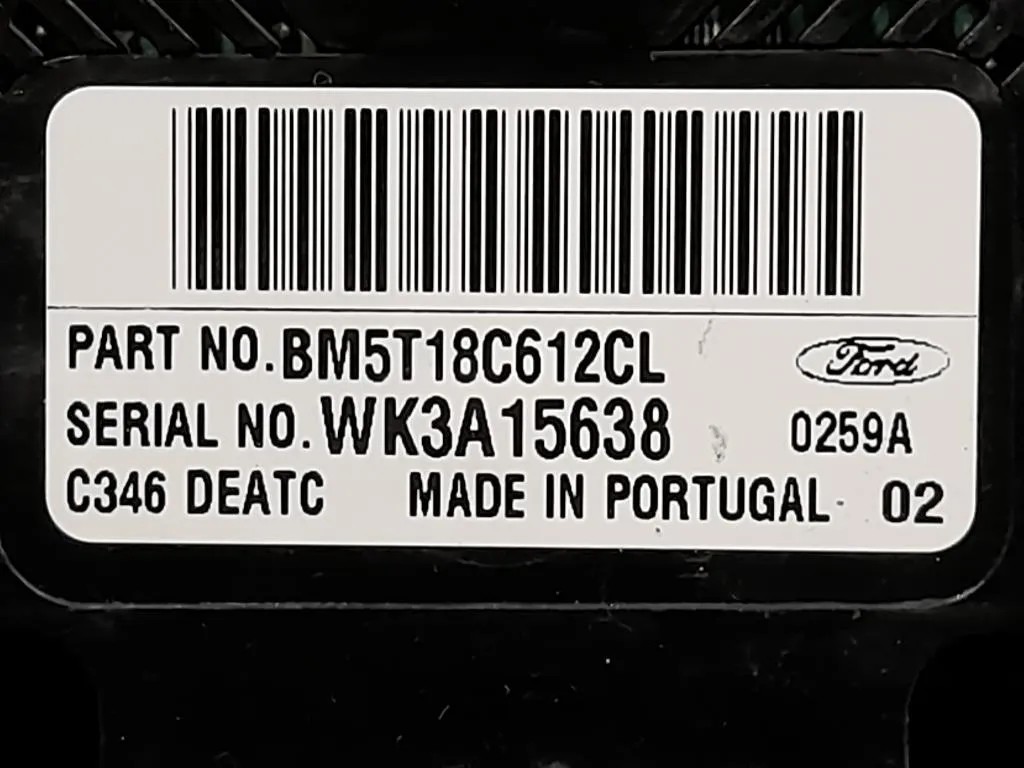 PART NO. BM5T18C612CL Ford
SERIAL NO. WK3A15638 0259A
C346 DEATC MADE IN PORTUGAL 02